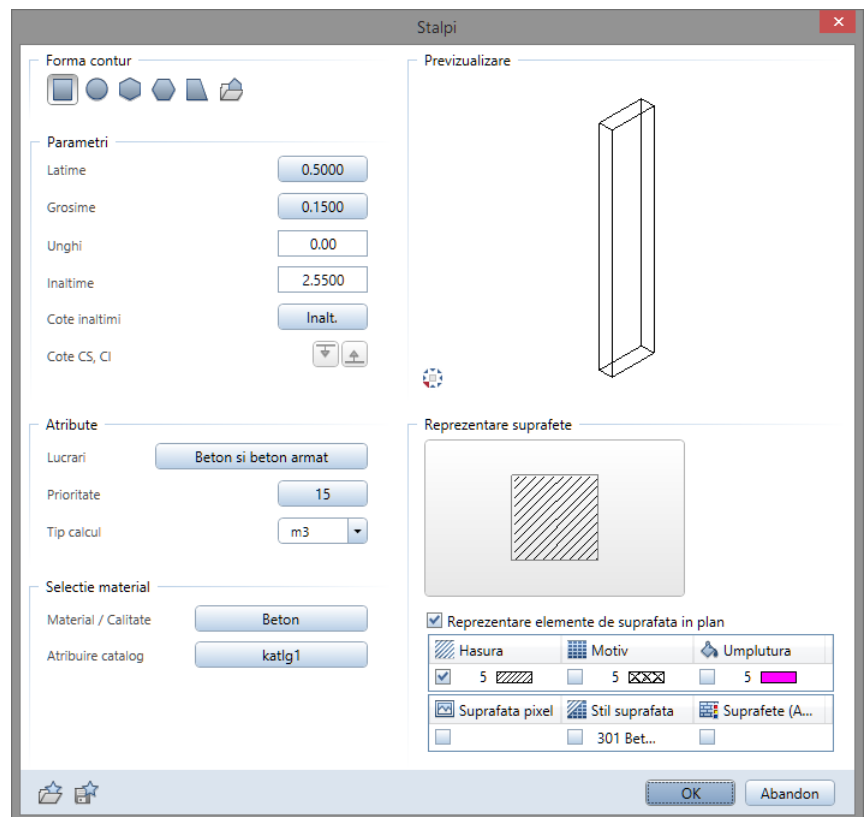 Stalpi
Forma contur
Parametri
Latime 0.5000
Grosime 0.1500
Unghi 0.00
Inaltime 2.5500
Cote inaltimi Inalt.
Cote CS, CI
Atribute
Lucrari Beton si beton armat
Prioritate 15
Tip calcul m3
Selectie material
Material / Calitate Beton
Atribuire catalog katlg1
Previzualizare
Reprezentare suprafete
Reprezentare elemente de suprafata in plan
Hasura Motiv Umplutura
5 5 5
Suprafata pixel Stil suprafata Suprafete (A...
301 Bet...
OK Abandon